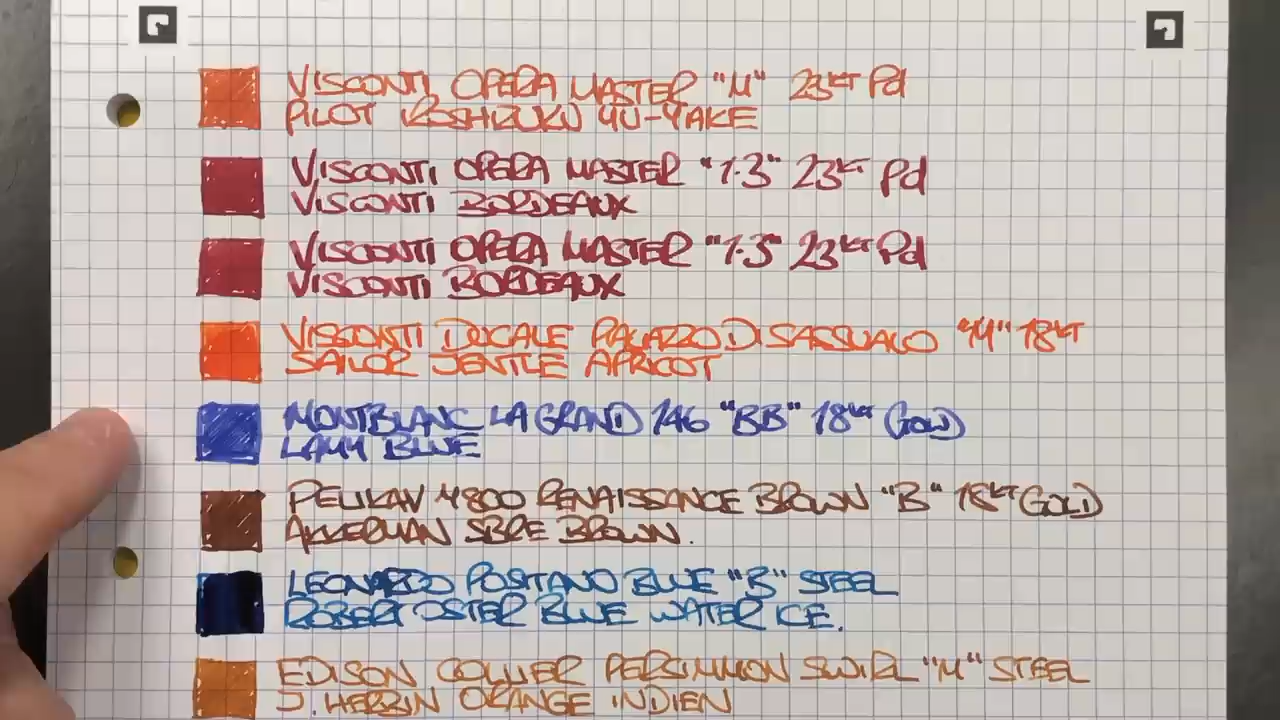 VISCONTI OPERA MASTER "M" 23KT Pd
PILOT IROSHIZUKU YU-YAKE
VISCONTI OPERA MASTER "1.3" 23KT Pd
VISCONTI BORDEAUX
VISCONTI OPERA MASTER "1.3" 23KT Pd
VISCONTI BORDEAUX
VISCONTI DUCALE PALAZZO DI SASSUALO "M" 18KT
SAILOR JENTLE APRICOT
MONTBLANC LA GRAND 146 "BB" 18KT (GOLD)
LAMY BLUE
PELIKAN M800 RENAISSANCE BROWN "B" 18KT (GOLD)
AKKERMAN SBRE BROWN.
LEONARDO POSITANO BLUE "B" STEEL
ROBERT OSTER BLUE WATER ICE.
EDISON COLLIER PERSIMMON SWIRL "M" STEEL
J. HERBIN ORANGE INDIEN